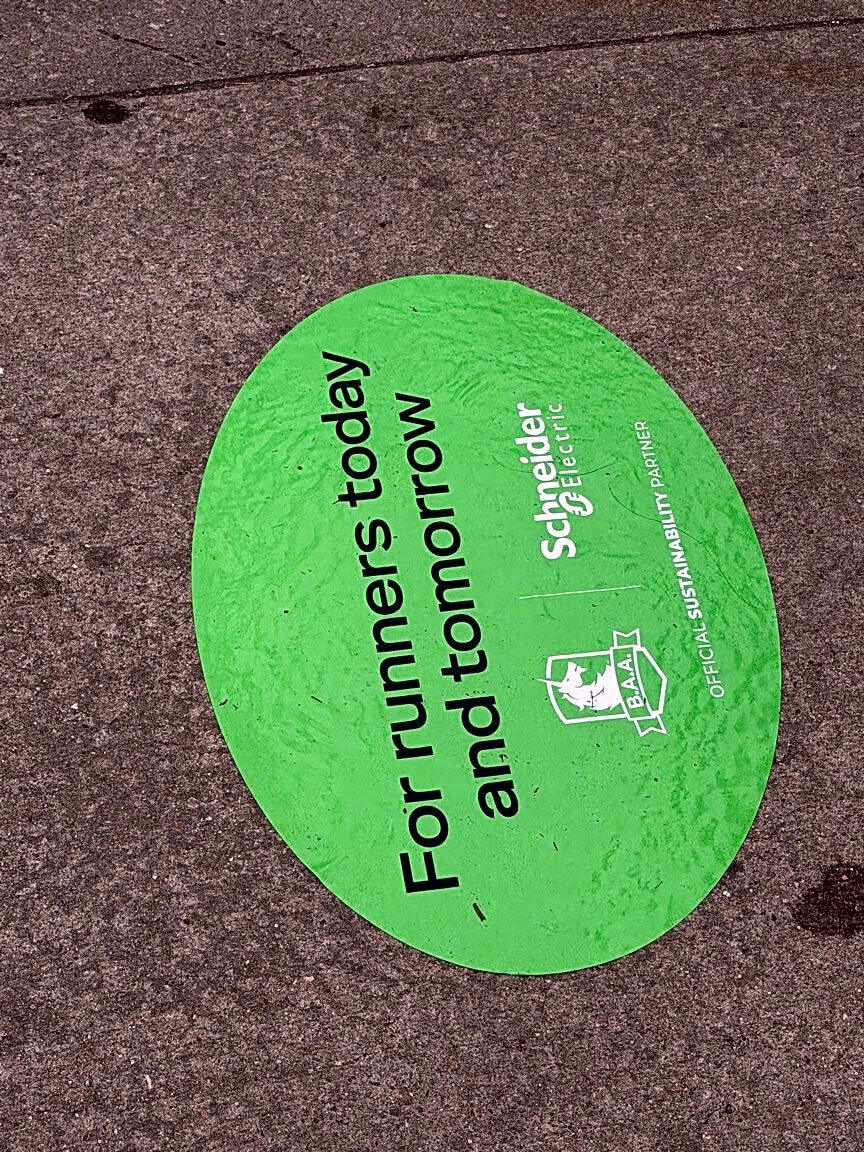 For runners today
and tomorrow
B.A.A.
Schneider
Electric
OFFICIAL SUSTAINABILITY PARTNER